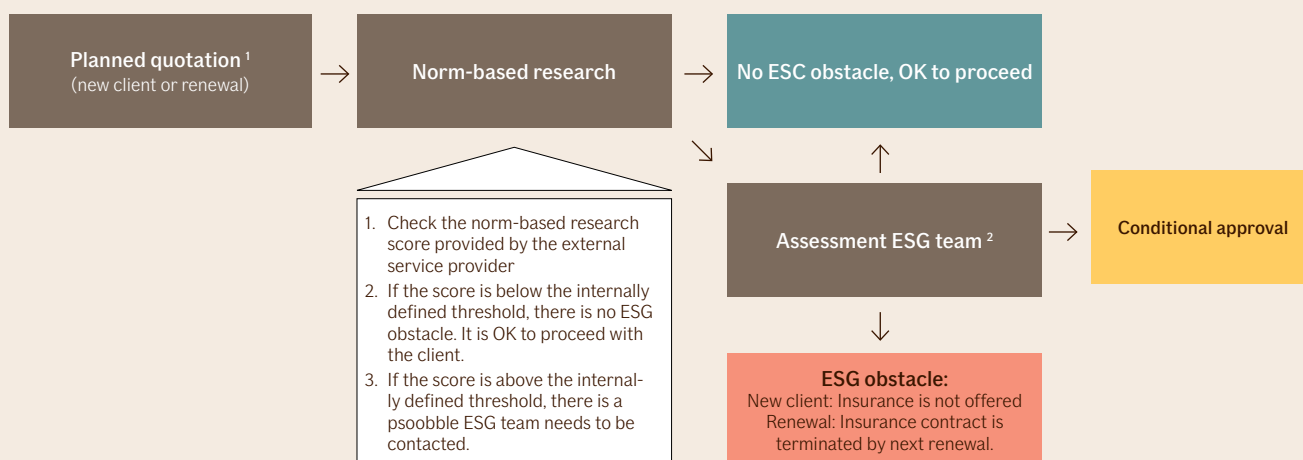 Planned quotation ¹
(new client or renewal)
Norm-based research
No ESC obstacle, OK to proceed
1. Check the norm-based research
score provided by the external
service provider
2. If the score is below the internally
defined threshold, there is no ESG
obstacle. It is OK to proceed with
the client.
3. If the score is above the internal-
ly defined threshold, there is a
psoobble ESG team needs to be
contacted.
Assessment ESG team ²
Conditional approval
ESG obstacle:
New client: Insurance is not offered
Renewal: Insurance contract is
terminated by next renewal.